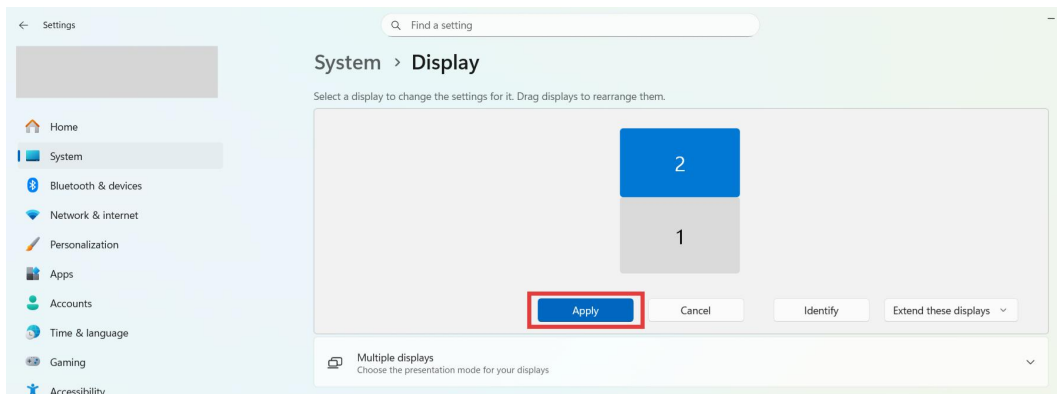 Settings
Find a setting
System > Display
Select a display to change the settings for it. Drag displays to rearrange them.
Home
System
Bluetooth & devices
Network & internet
Personalization
Apps
Accounts
Time & language
Gaming
Accessibility
2
1
Apply
Cancel
Identify
Extend these displays
Multiple displays
Choose the presentation mode for your displays